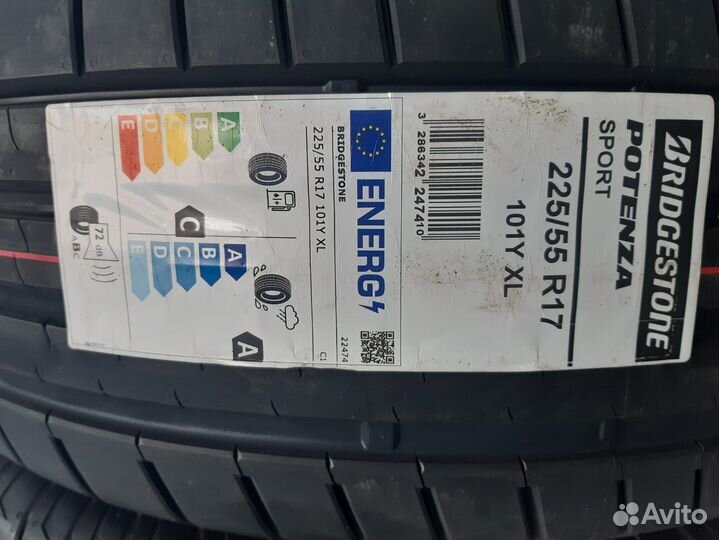 BRIDGESTONE
POTENZA
SPORT
225/55 R17
101Y XL
3 286342 247410
ENERG
BRIDGESTONE
22474
225/55 R17 101Y XL
C1
A
B
C
D
E
C
A
B
C
D
E
A
72 dB
ABC
Avito